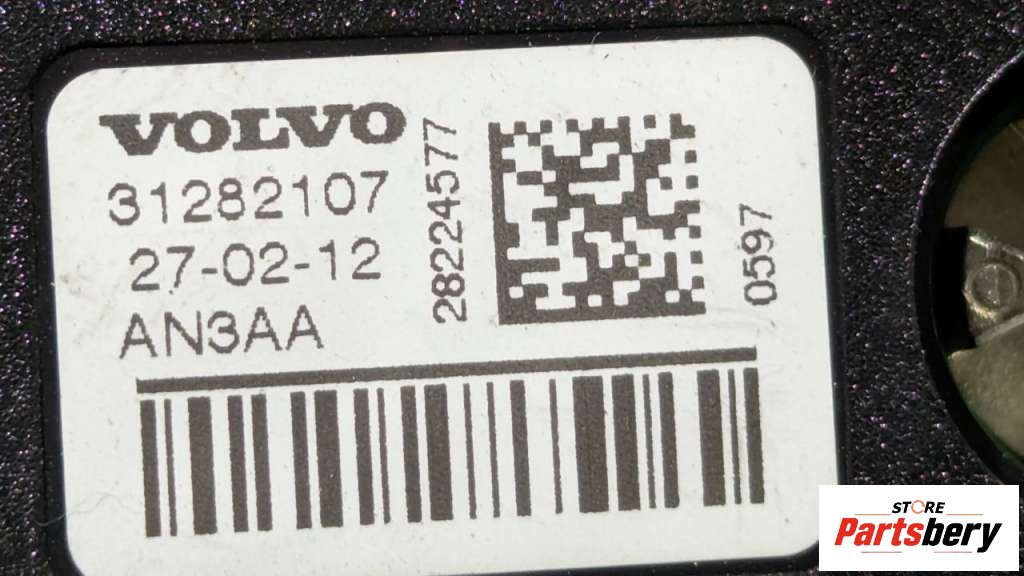 VOLVO
31282107
27-02-12
AN3AA
28224577
0597
STORE
Partsbery